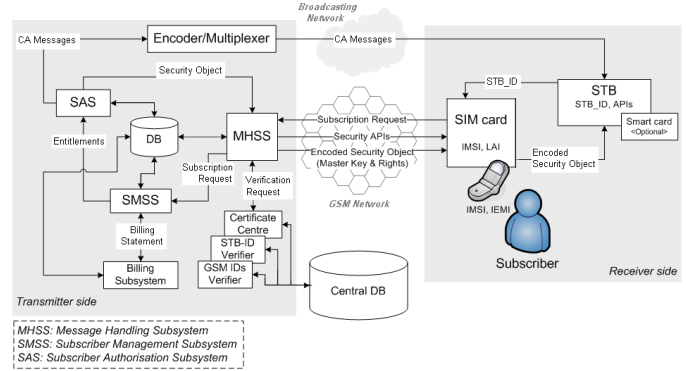 Broadcasting
Network
CA Messages
Encoder/Multiplexer
CA Messages
Security Object
STB_ID
STB
STB_ID, APIs
SAS
Smart card
<Optional>
SIM card
IMSI, LAI
Subscription Request
Security APIs
Encoded Security Object
(Master Key & Rights)
GSM Network
Entitlements
DB
MHSS
Subscription
Request
Verification
Request
Encoded
Security Object
SMSS
IMSI, IEMI
Certificate
Centre
Billing
Statement
STB-ID
Verifier
Billing
Subsystem
GSM IDs
Verifier
Central DB
Subscriber
Transmitter side
Receiver side
MHSS: Message Handling Subsystem
SMSS: Subscriber Management Subsystem
SAS: Subscriber Authorisation Subsystem